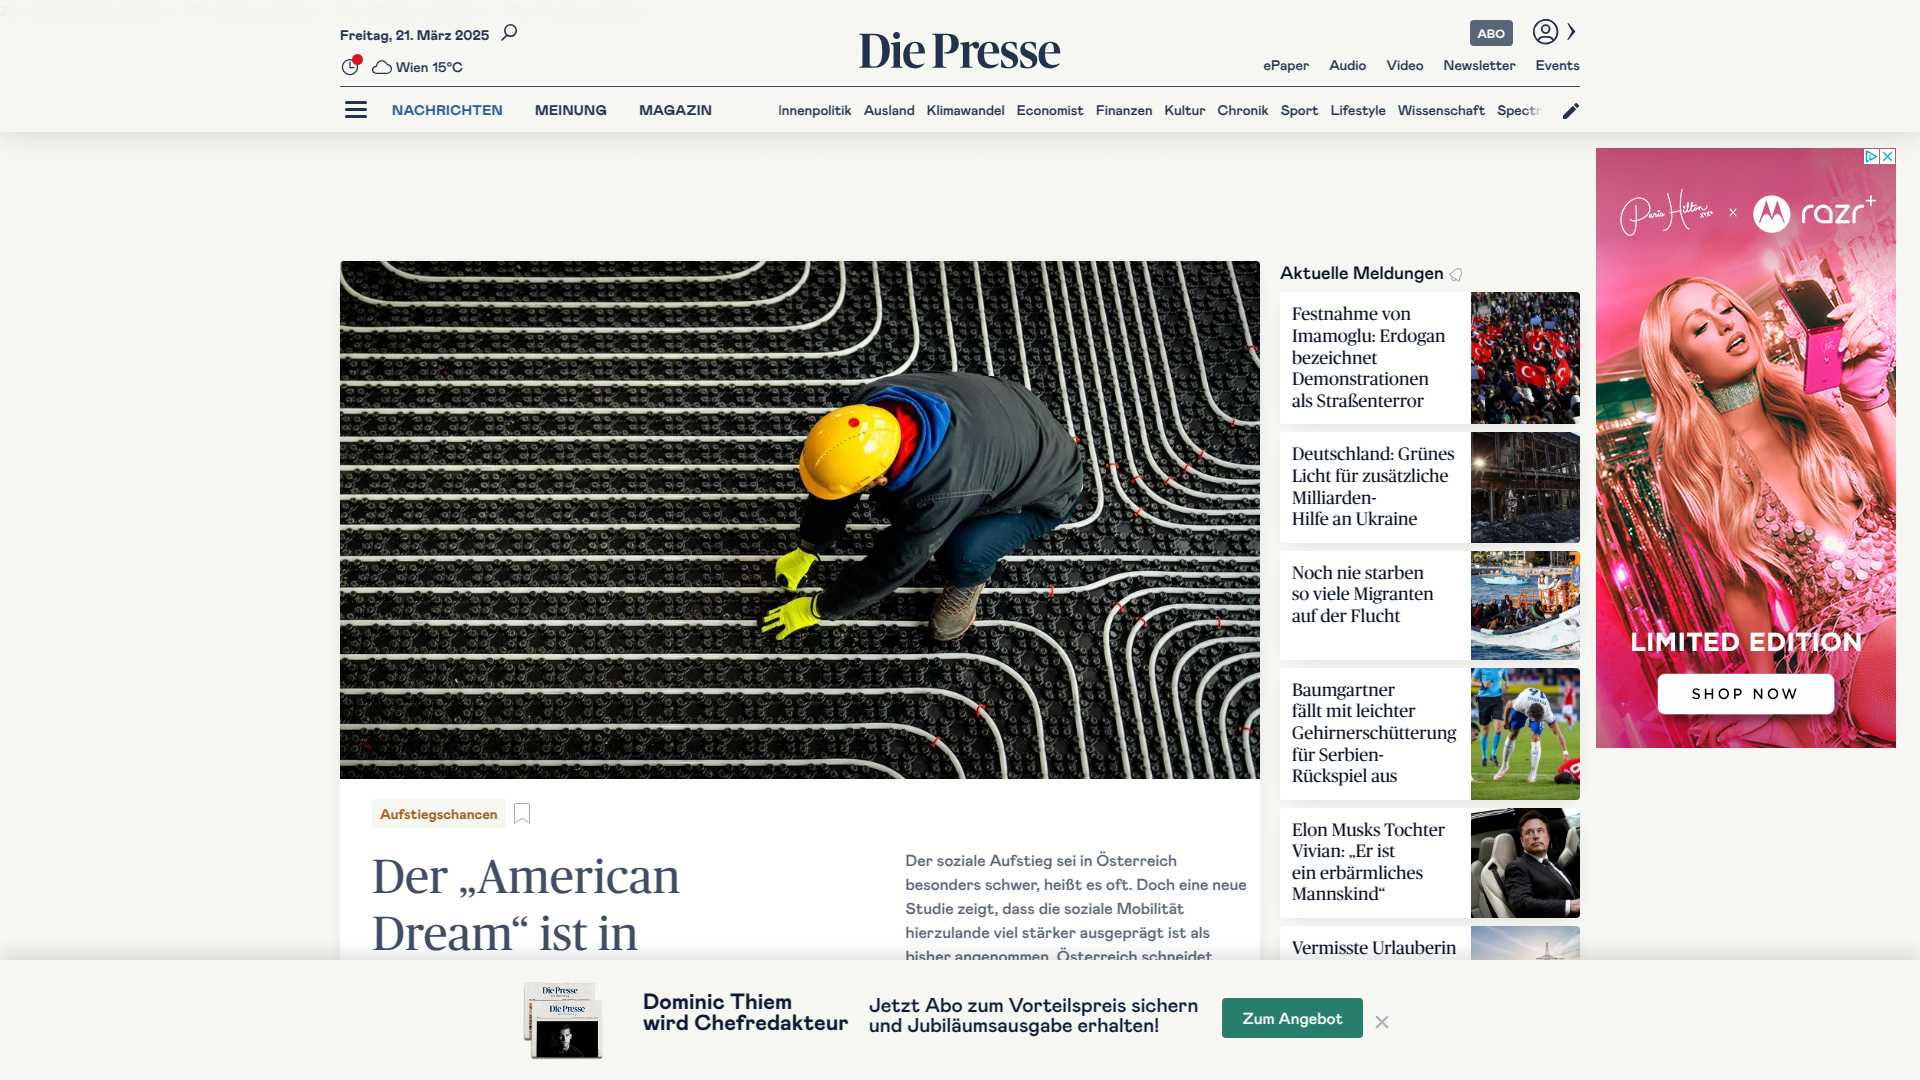 Freitag, 21. März 2025
Wien 15°C
Die Presse
ABO
ePaper Audio Video Newsletter Events
NACHRICHTEN MEINUNG MAGAZIN
Innenpolitik Ausland Klimawandel Economist Finanzen Kultur Chronik Sport Lifestyle Wissenschaft
Aufstiegschancen
Der „American
Dream“ ist in
Der soziale Aufstieg sei in Österreich
besonders schwer, heißt es oft. Doch eine neue
Studie zeigt, dass die soziale Mobilität
hierzulande viel stärker ausgeprägt ist als
bisher angenommen. Österreich schneidet
Aktuelle Meldungen
Festnahme von
Imamoglu: Erdogan
bezeichnet
Demonstrationen
als Straßenterror
Deutschland: Grünes
Licht für zusätzliche
Milliarden-
Hilfe an Ukraine
Noch nie starben
so viele Migranten
auf der Flucht
Baumgartner
fällt mit leichter
Gehirnerschütterung
für Serbien-
Rückspiel aus
Elon Musks Tochter
Vivian: „Er ist
ein erbärmliches
Mannskind“
Vermisste Urlauberin
Paris Hilton x razr+
LIMITED EDITION
SHOP NOW
Die Presse
Die Presse
Dominic Thiem
wird Chefredakteur
Jetzt Abo zum Vorteilspreis sichern
und Jubiläumsausgabe erhalten!
Zum Angebot